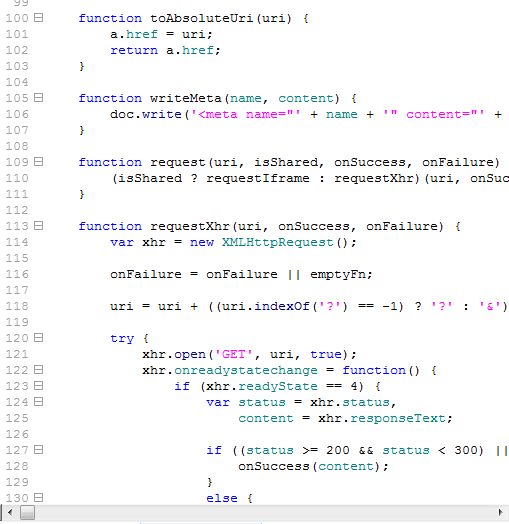 99
100 function toAbsoluteUri(uri) {
101 a.href = uri;
102 return a.href;
103 }
104
105 function writeMeta(name, content) {
106 doc.write('<meta name="' + name + '" content="' +
107 }
108
109 function request(uri, isShared, onSuccess, onFailure)
110 (isShared ? requestIframe : requestXhr)(uri, onSuc
111 }
112
113 function requestXhr(uri, onSuccess, onFailure) {
114 var xhr = new XMLHttpRequest();
115
116 onFailure = onFailure || emptyFn;
117
118 uri = uri + ((uri.indexOf('?') == -1) ? '?' : '&')
119
120 try {
121 xhr.open('GET', uri, true);
122 xhr.onreadystatechange = function() {
123 if (xhr.readyState == 4) {
124 var status = xhr.status,
125 content = xhr.responseText;
126
127 if ((status >= 200 && status < 300) ||
128 onSuccess(content);
129 }
130 else {